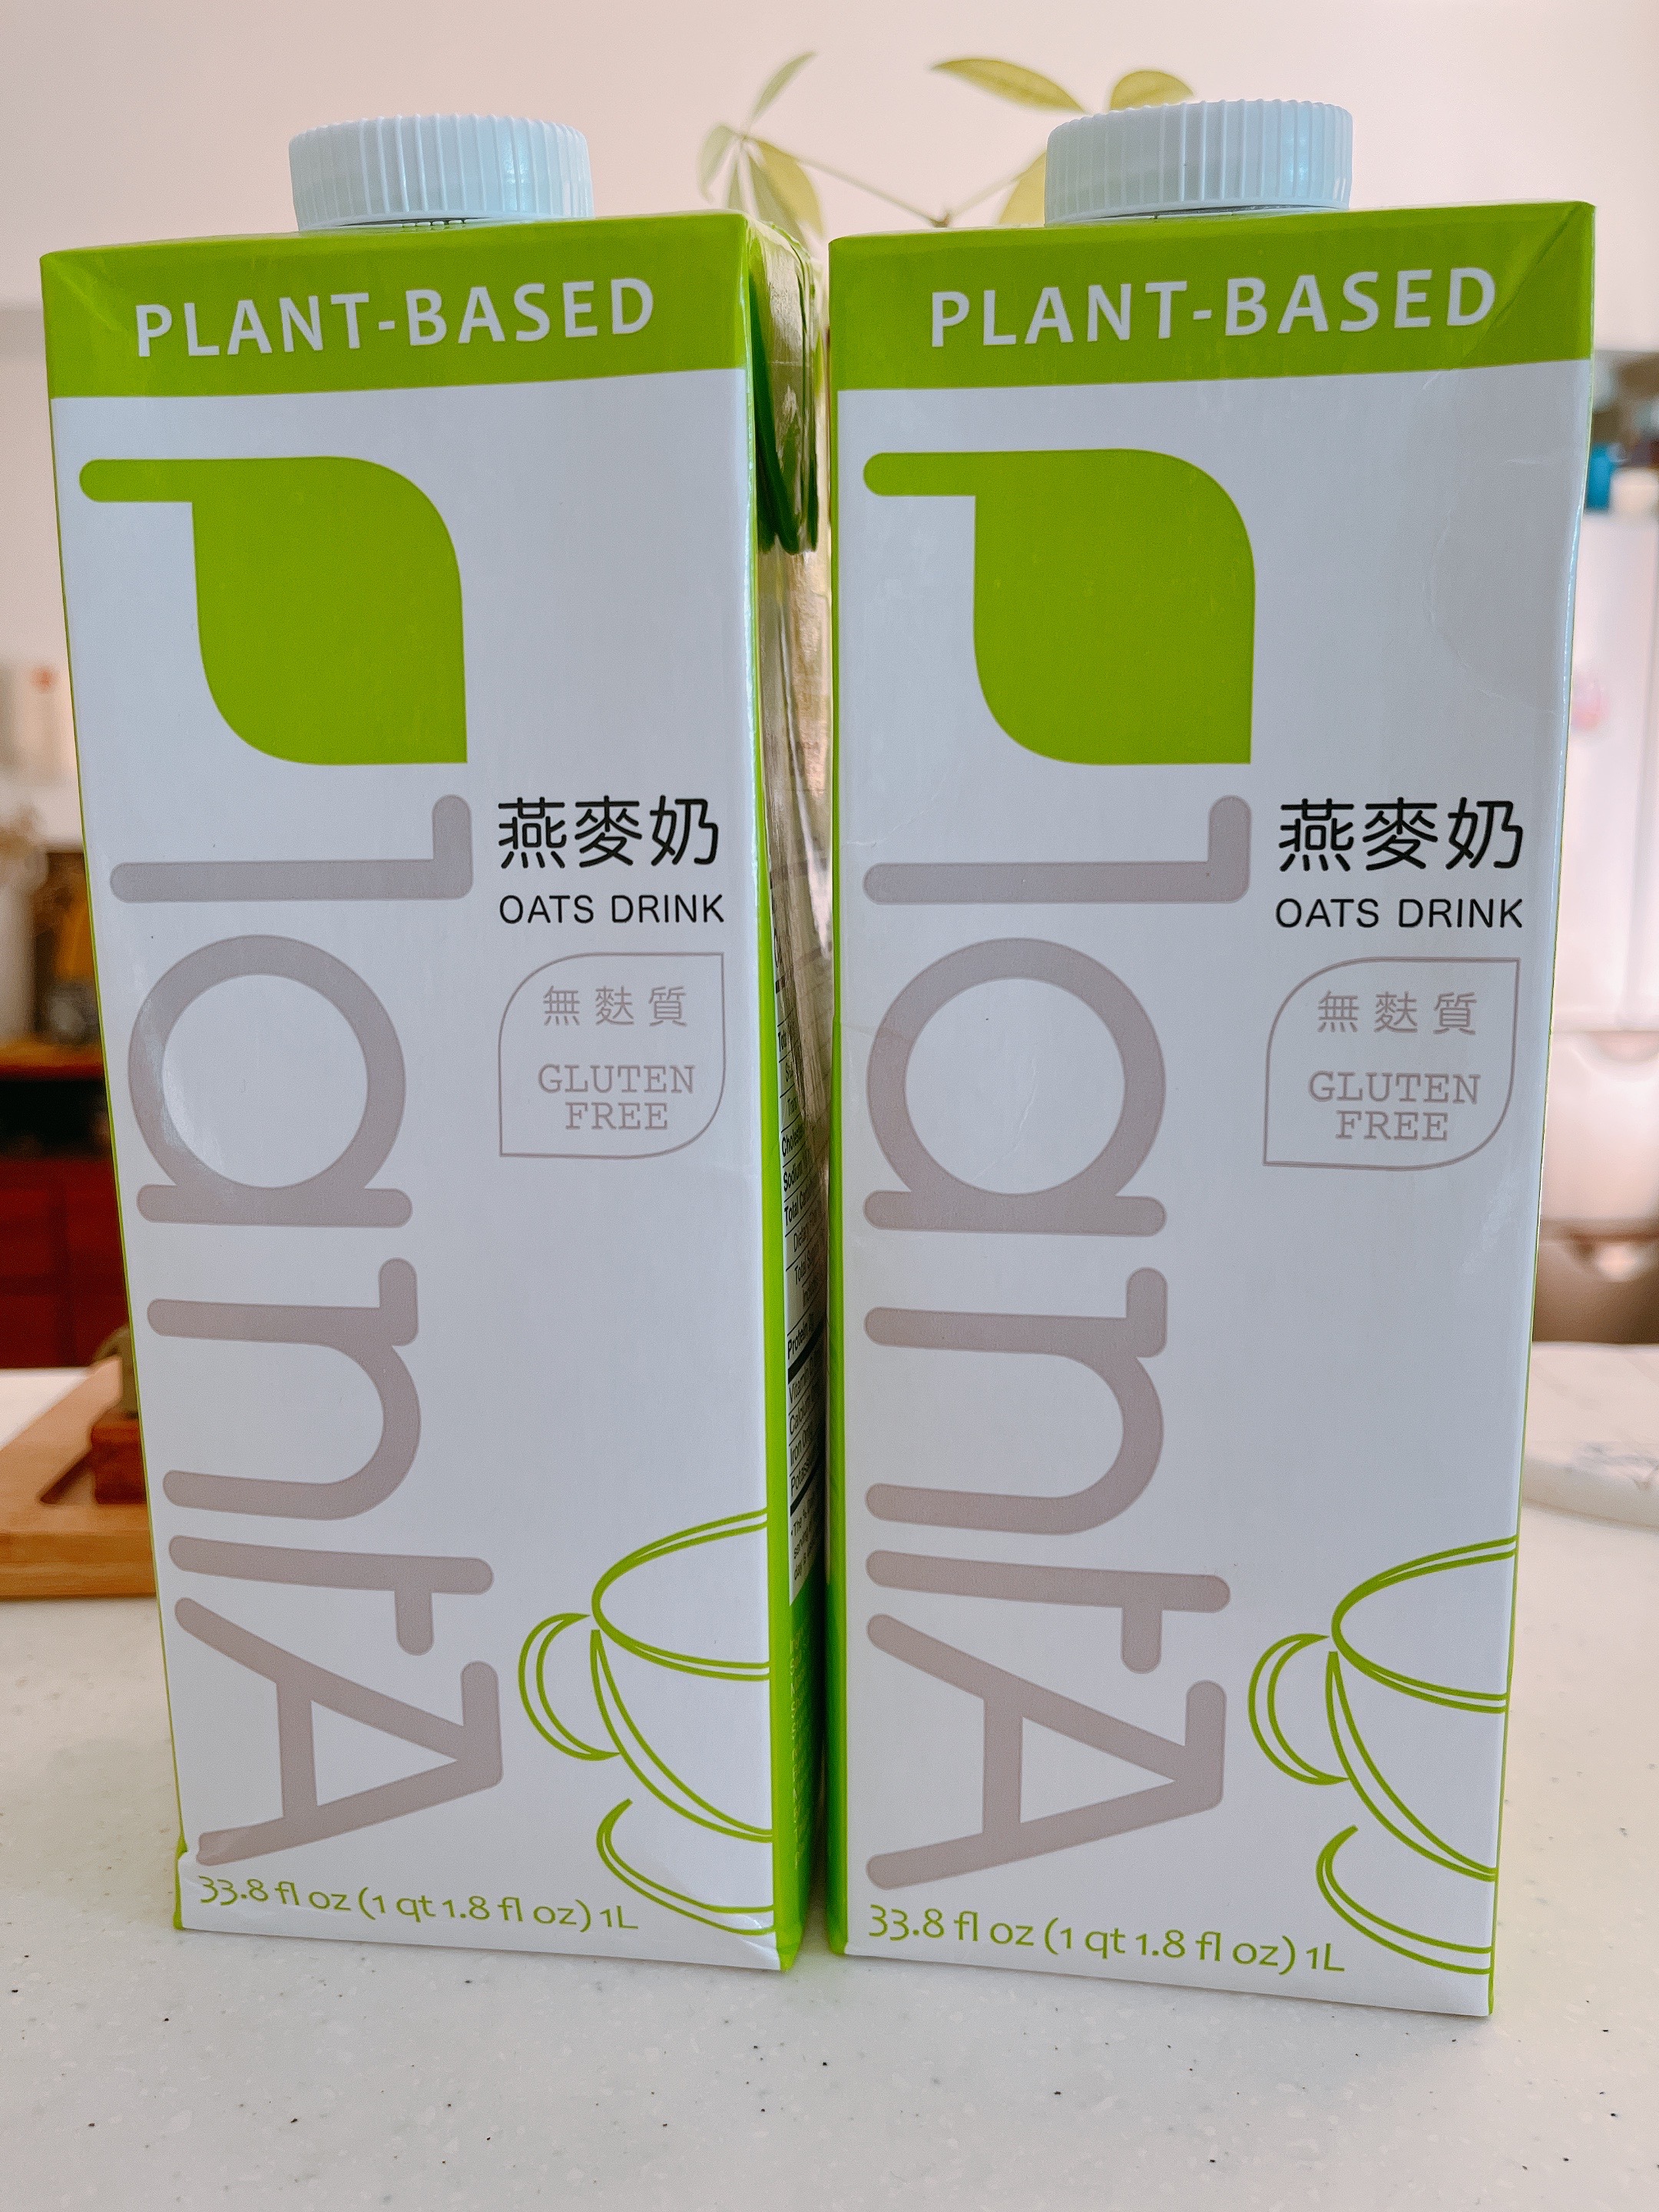 PLANT-BASED
PlantA
燕麥奶
OATS DRINK
無麩質
GLUTEN
FREE
33.8 fl oz (1 qt 1.8 fl oz) 1L
PLANT-BASED
PlantA
燕麥奶
OATS DRINK
無麩質
GLUTEN
FREE
33.8 fl oz (1 qt 1.8 fl oz) 1L